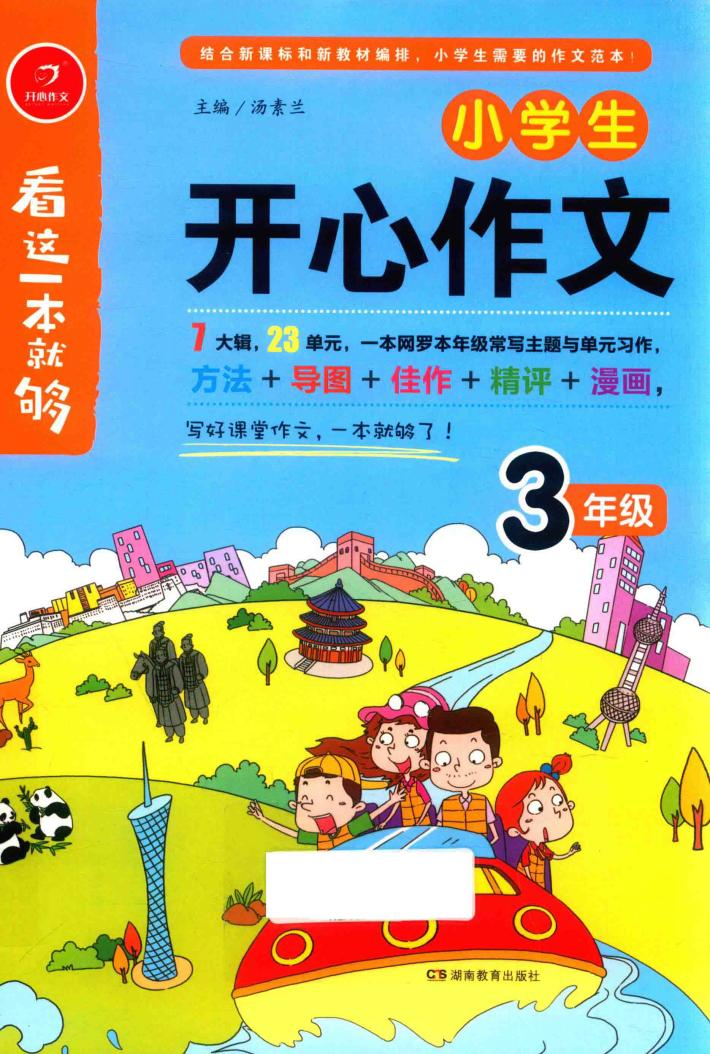 结合新课标和新教材编排，小学生需要的作文范本！
开心作文
主编/汤素兰
小学生
开心作文
看这一本就够
7大辑，23单元，一本网罗本年级常写主题与单元习作，
方法+导图+佳作+精评+漫画，
写好课堂作文，一本就够了！
3年级
湖南教育出版社